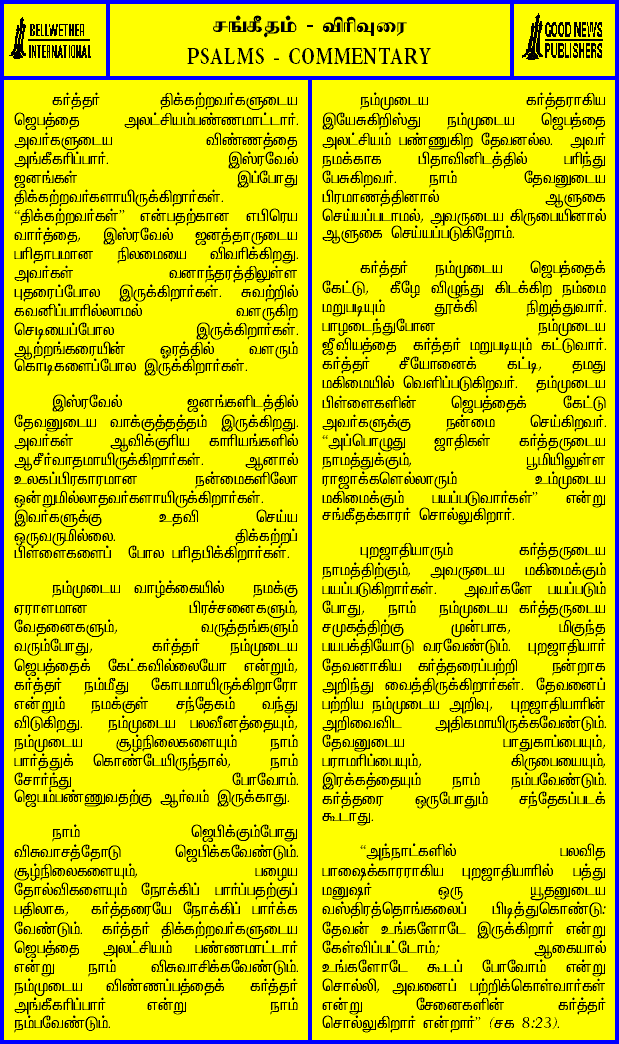 BELLWETHER
INTERNATIONAL
சங்கீதம் - விரிவுரை
PSALMS - COMMENTARY
GOOD NEWS
PUBLISHERS
கர்த்தர் திக்கற்றவர்களுடைய
ஜெபத்தை அலட்சியம்பண்ணமாட்டார்.
அவர்களுடைய விண்ணத்தை
அங்கீகரிப்பார். இஸ்ரவேல்
ஜனங்கள் இப்போது
திக்கற்றவர்களாயிருக்கிறார்கள்.
“திக்கற்றவர்கள்” என்பதற்கான எபிரெய
வார்த்தை, இஸ்ரவேல் ஜனத்தாருடைய
பரிதாபமான நிலமையை விவரிக்கிறது.
அவர்கள் வனாந்தரத்திலுள்ள
புதரைப்போல இருக்கிறார்கள். சுவற்றில்
கவனிப்பாரில்லாமல் வளருகிற
செடியைப்போல இருக்கிறார்கள்.
ஆற்றங்கரையின் ஓரத்தில் வளரும்
கொடிகளைப்போல இருக்கிறார்கள்.
இஸ்ரவேல் ஜனங்களிடத்தில்
தேவனுடைய வாக்குத்தத்தம் இருக்கிறது.
அவர்கள் ஆவிக்குரிய காரியங்களில்
ஆசீர்வாதமாயிருக்கிறார்கள். ஆனால்
உலகப்பிரகாரமான நன்மைகளிலோ
ஒன்றுமில்லாதவர்களாயிருக்கிறார்கள்.
இவர்களுக்கு உதவி செய்ய
ஒருவருமில்லை. திக்கற்றப்
பிள்ளைகளைப் போல பரிதபிக்கிறார்கள்.
நம்முடைய வாழ்க்கையில் நமக்கு
ஏராளமான பிரச்சனைகளும்,
வேதனைகளும், வருத்தங்களும்
வரும்போது, கர்த்தர் நம்முடைய
ஜெபத்தைக் கேட்கவில்லையோ என்றும்,
கர்த்தர் நம்மீது கோபமாயிருக்கிறாரோ
என்றும் நமக்குள் சந்தேகம் வந்து
விடுகிறது. நம்முடைய பலவீனத்தையும்,
நம்முடைய சூழ்நிலைகளையும் நாம்
பார்த்துக் கொண்டேயிருந்தால், நாம்
சோர்ந்து போவோம்.
ஜெபம்பண்ணுவதற்கு ஆர்வம் இருக்காது.
நாம் ஜெபிக்கும்போது
விசுவாசத்தோடு ஜெபிக்கவேண்டும்.
சூழ்நிலைகளையும், பழைய
தோல்விகளையும் நோக்கிப் பார்ப்பதற்குப்
பதிலாக, கர்த்தரையே நோக்கிப் பார்க்க
வேண்டும். கர்த்தர் திக்கற்றவர்களுடைய
ஜெபத்தை அலட்சியம் பண்ணமாட்டார்
என்று நாம் விசுவாசிக்கவேண்டும்.
நம்முடைய விண்ணப்பத்தைக் கர்த்தர்
அங்கீகரிப்பார் என்று நாம்
நம்பவேண்டும்.
நம்முடைய கர்த்தராகிய
இயேசுகிறிஸ்து நம்முடைய ஜெபத்தை
அலட்சியம் பண்ணுகிற தேவனல்ல. அவர்
நமக்காக பிதாவினிடத்தில் பரிந்து
பேசுகிறவர். நாம் தேவனுடைய
பிரமாணத்தினால் ஆளுகை
செய்யப்படாமல், அவருடைய கிருபையினால்
ஆளுகை செய்யப்படுகிறோம்.
கர்த்தர் நம்முடைய ஜெபத்தைக்
கேட்டு, கீழே விழுந்து கிடக்கிற நம்மை
மறுபடியும் தூக்கி நிறுத்துவார்.
பாழடைந்துபோன நம்முடைய
ஜீவியத்தை கர்த்தர் மறுபடியும் கட்டுவார்.
கர்த்தர் சீயோனைக் கட்டி, தமது
மகிமையில் வெளிப்படுகிறவர். தம்முடைய
பிள்ளைகளின் ஜெபத்தைக் கேட்டு
அவர்களுக்கு நன்மை செய்கிறவர்.
“அப்பொழுது ஜாதிகள் கர்த்தருடைய
நாமத்துக்கும், பூமியிலுள்ள
ராஜாக்களெல்லாரும் உம்முடைய
மகிமைக்கும் பயப்படுவார்கள்” என்று
சங்கீதக்காரர் சொல்லுகிறார்.
புறஜாதியாரும் கர்த்தருடைய
நாமத்திற்கும், அவருடைய மகிமைக்கும்
பயப்படுகிறார்கள். அவர்களே பயப்படும்
போது, நாம் நம்முடைய கர்த்தருடைய
சமுகத்திற்கு முன்பாக, மிகுந்த
பயபக்தியோடு வரவேண்டும். புறஜாதியார்
தேவனாகிய கர்த்தரைப்பற்றி நன்றாக
அறிந்து வைத்திருக்கிறார்கள். தேவனைப்
பற்றிய நம்முடைய அறிவு, புறஜாதியாரின்
அறிவைவிட அதிகமாயிருக்கவேண்டும்.
தேவனுடைய பாதுகாப்பையும்,
பராமரிப்பையும், கிருபையையும்,
இரக்கத்தையும் நாம் நம்பவேண்டும்.
கர்த்தரை ஒருபோதும் சந்தேகப்படக்
கூடாது.
“அந்நாட்களில் பலவித
பாஷைக்காரராகிய புறஜாதியாரில் பத்து
மனுஷர் ஒரு யூதனுடைய
வஸ்திரத்தொங்கலைப் பிடித்துகொண்டு:
தேவன் உங்களோடே இருக்கிறார் என்று
கேள்விப்பட்டோம்; ஆகையால்
உங்களோடே கூடப் போவோம் என்று
சொல்லி, அவனைப் பற்றிக்கொள்வார்கள்
என்று சேனைகளின் கர்த்தர்
சொல்லுகிறார் என்றார்” (சக 8:23).